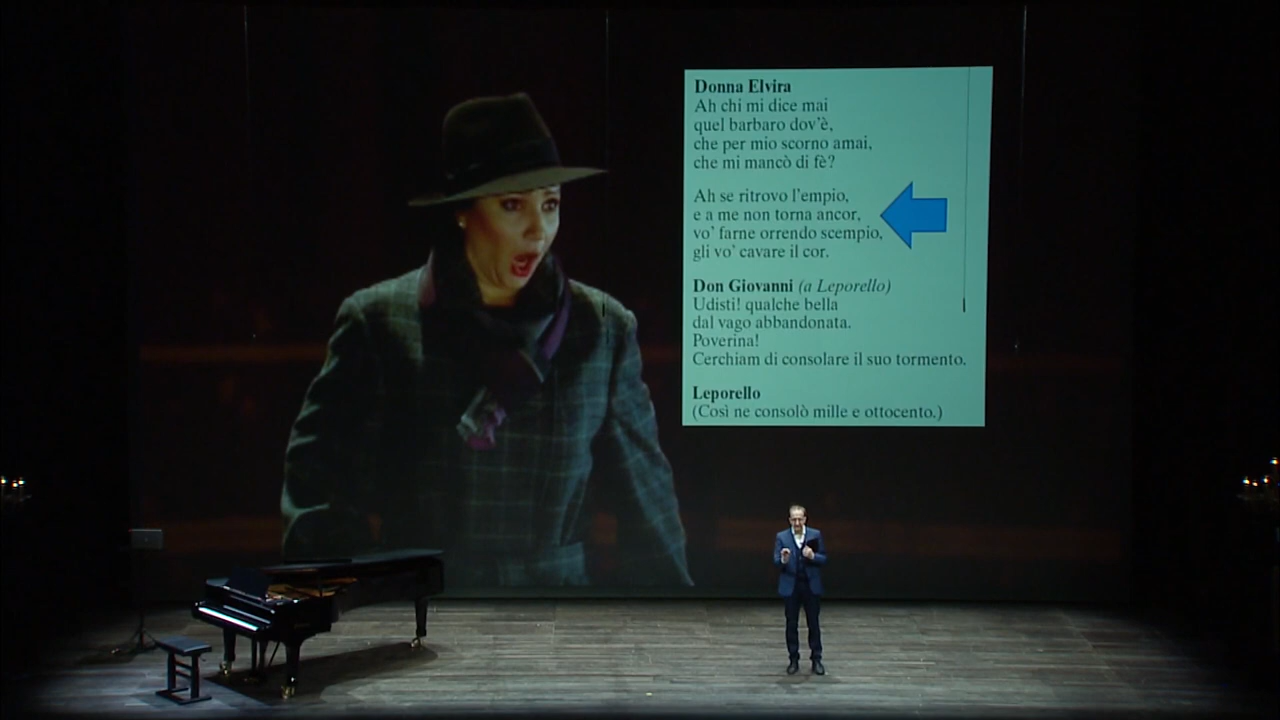 Donna Elvira
Ah chi mi dice mai
quel barbaro dov'è,
che per mio scorno amai,
che mi mancò di fè?
Ah se ritrovo l'empio,
e a me non torna ancor,
vo' farne orrendo scempio,
gli vo' cavare il cor.
Don Giovanni (a Leporello)
Udisti! qualche bella
dal vago abbandonata.
Poverina!
Cerchiam di consolare il suo tormento.
Leporello
(Così ne consolò mille e ottocento.)